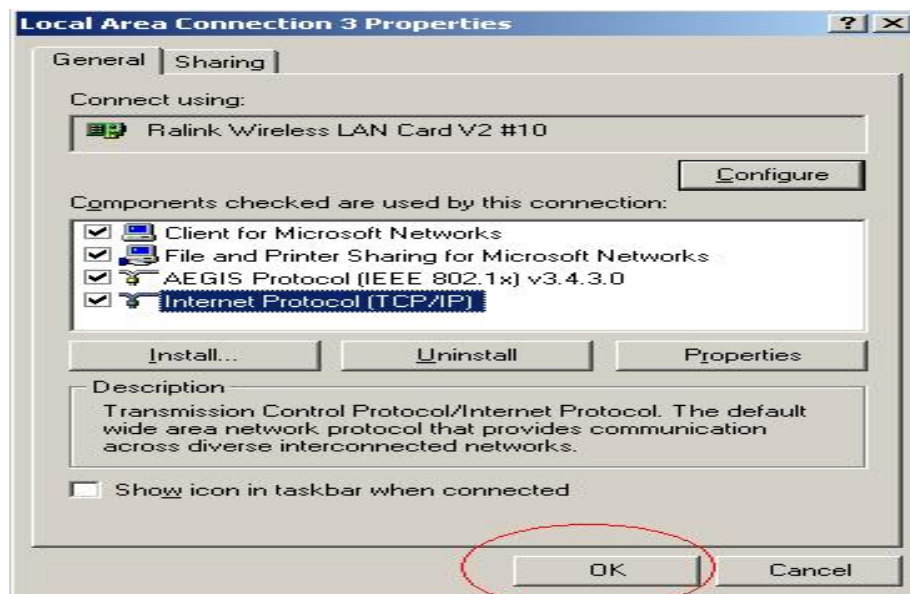 Local Area Connection 3 Properties
General
Sharing
Connect using:
Ralink Wireless LAN Card V2 #10
Configure
Components checked are used by this connection:
Client for Microsoft Networks
File and Printer Sharing for Microsoft Networks
AEGIS Protocol (IEEE 802.1x) v3.4.3.0
Internet Protocol (TCP/IP)
Install...
Uninstall
Properties
Description
Transmission Control Protocol/Internet Protocol. The default
wide area network protocol that provides communication
across diverse interconnected networks.
Show icon in taskbar when connected
OK
Cancel